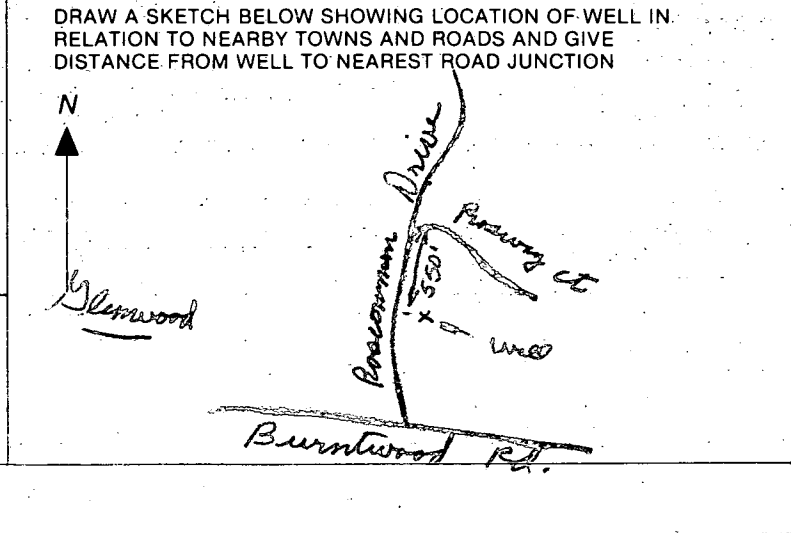 DRAW A SKETCH BELOW SHOWING LOCATION OF WELL IN
RELATION TO NEARBY TOWNS AND ROADS AND GIVE
DISTANCE FROM WELL TO NEAREST ROAD JUNCTION
N
Roscommon Drive
Ct
550'
x
Well
Glenwood
Burntwood Rd.